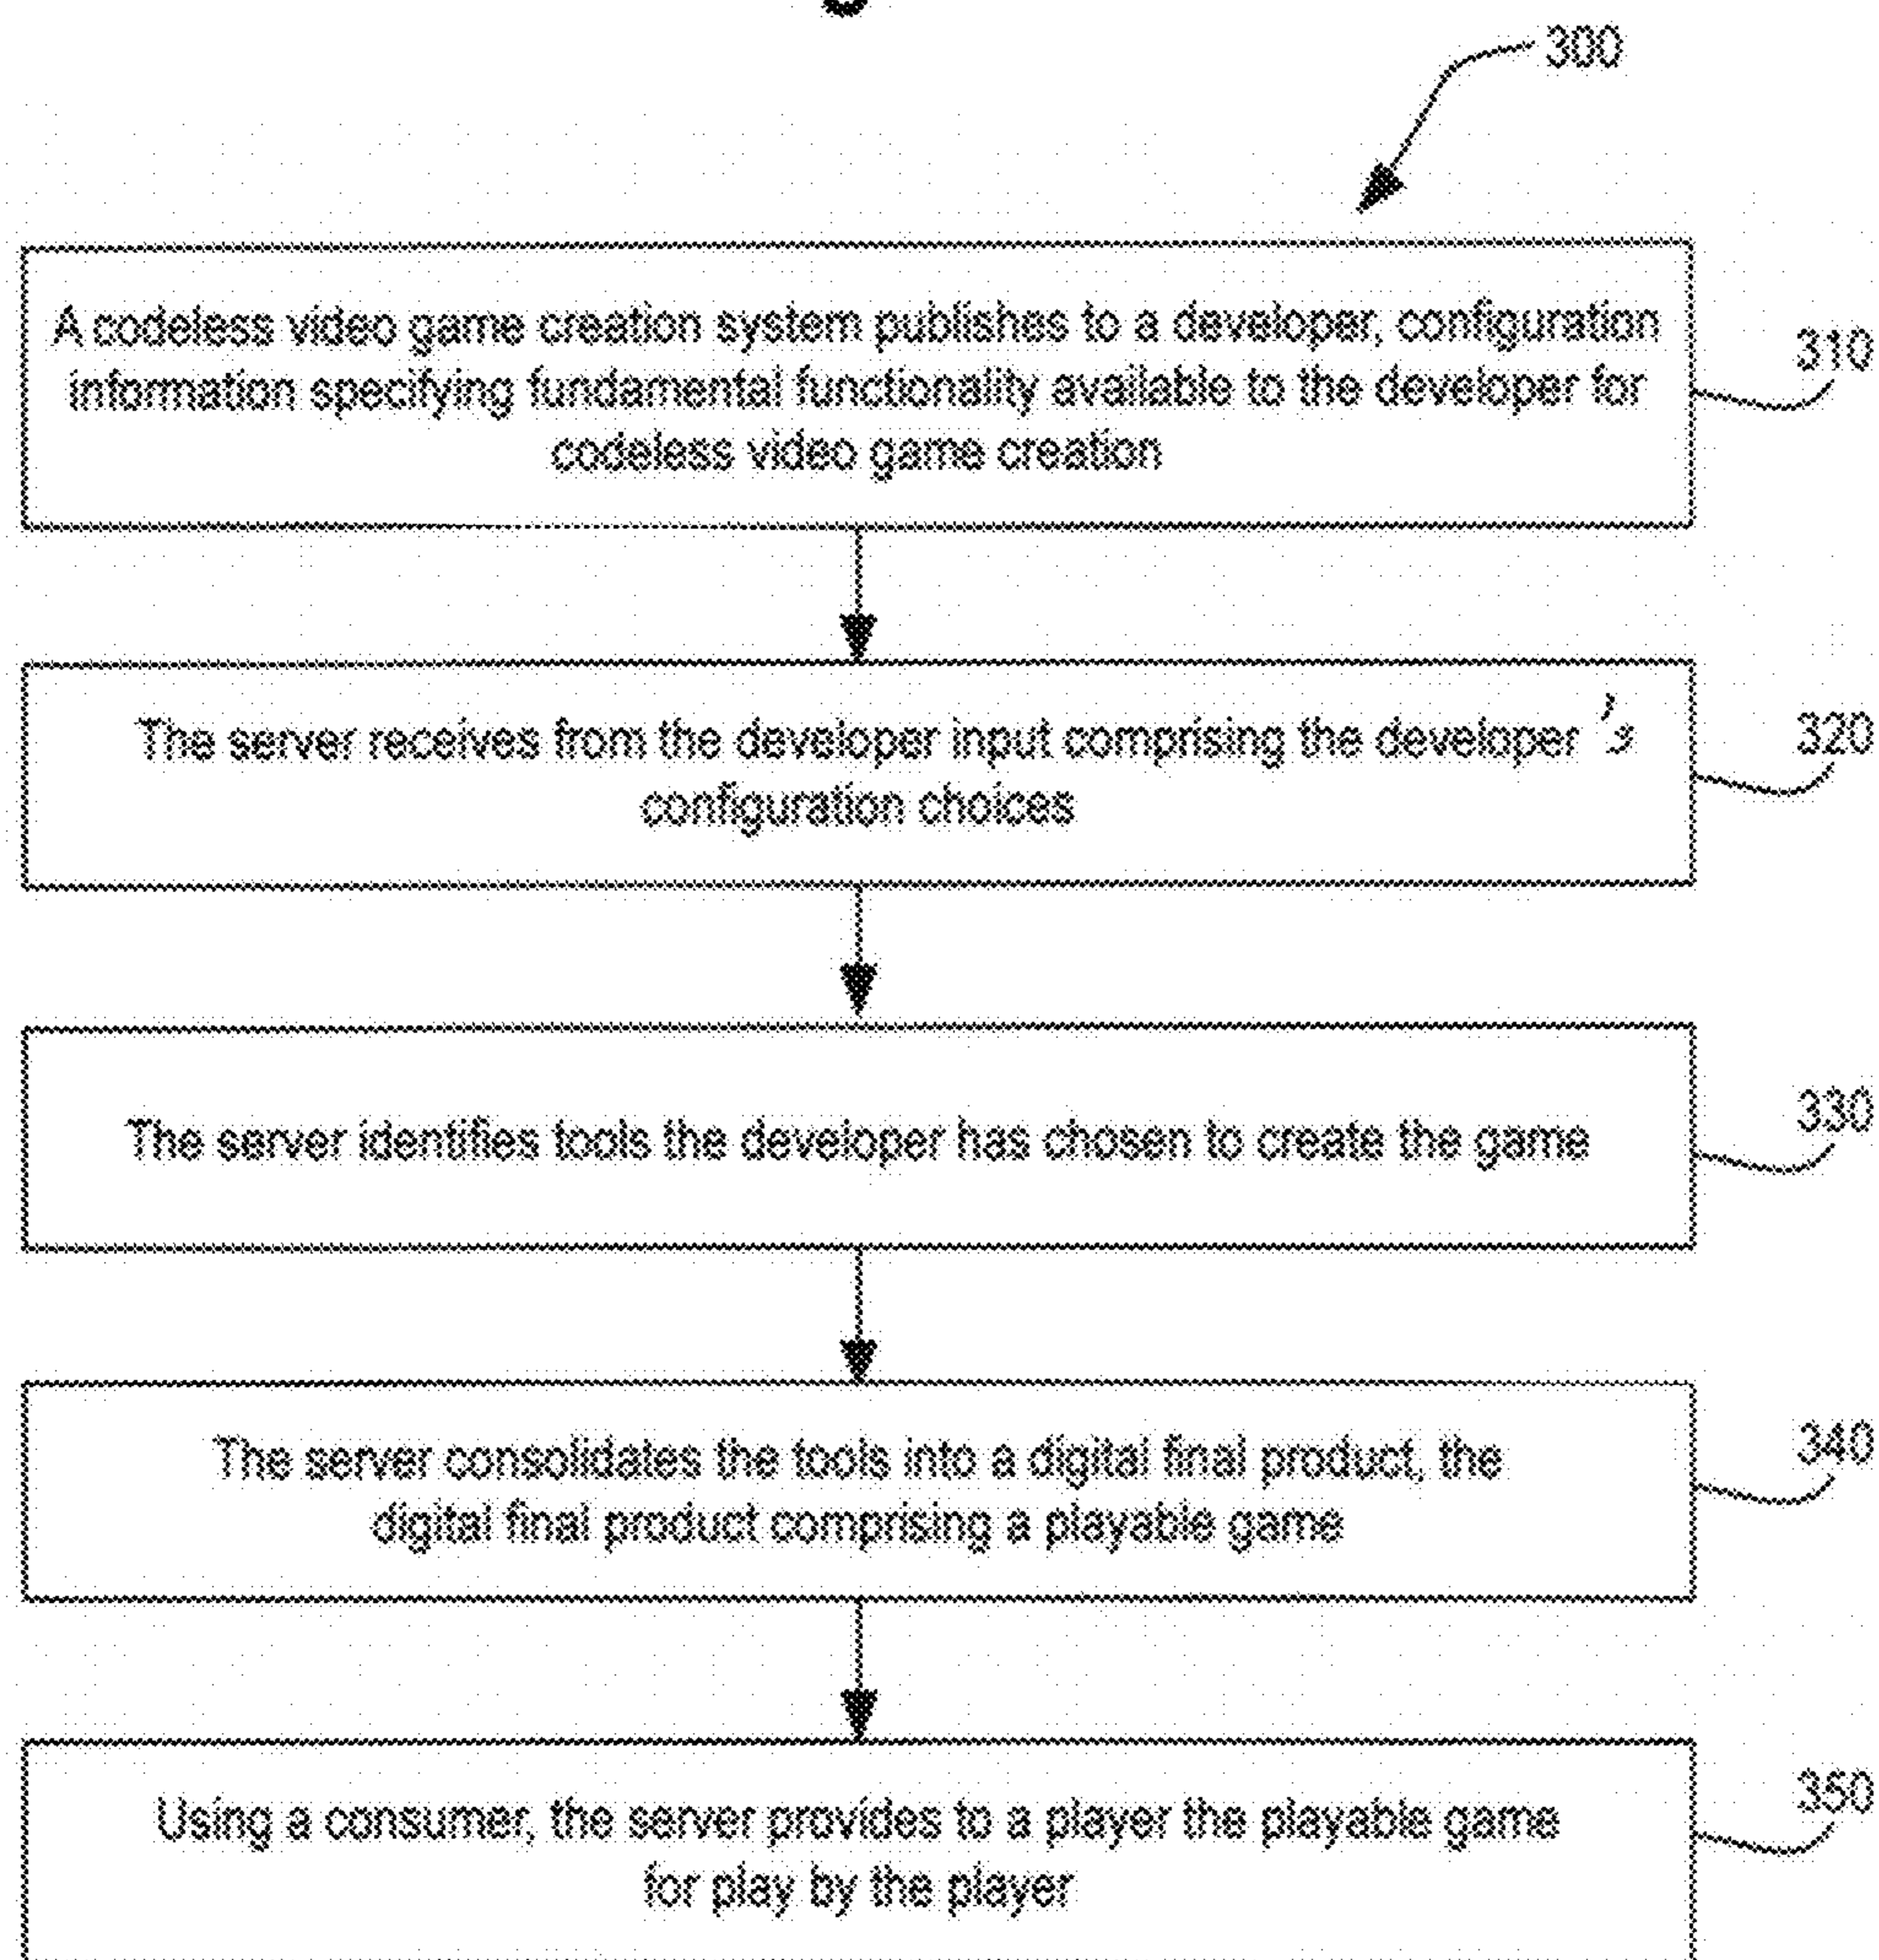 300
A codeless video game creation system publishes to a developer, configuration
information specifying fundamental functionality available to the developer for
codeless video game creation
310
The server receives from the developer input comprising the developer 's
configuration choices
320
The server identifies tools the developer has chosen to create the game
330
The server consolidates the tools into a digital final product, the
digital final product comprising a playable game
340
Using a consumer, the server provides to a player the playable game
for play by the player
350